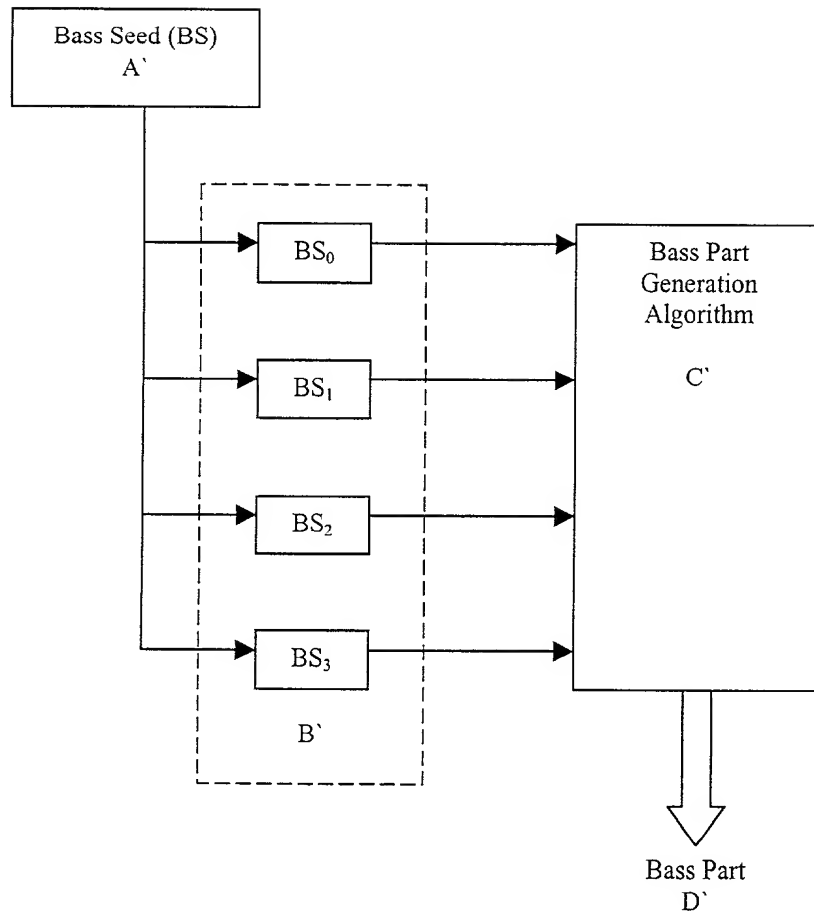 Bass Seed (BS)
A`
BS₀
BS₁
BS₂
BS₃
B`
Bass Part
Generation
Algorithm
C`
Bass Part
D`